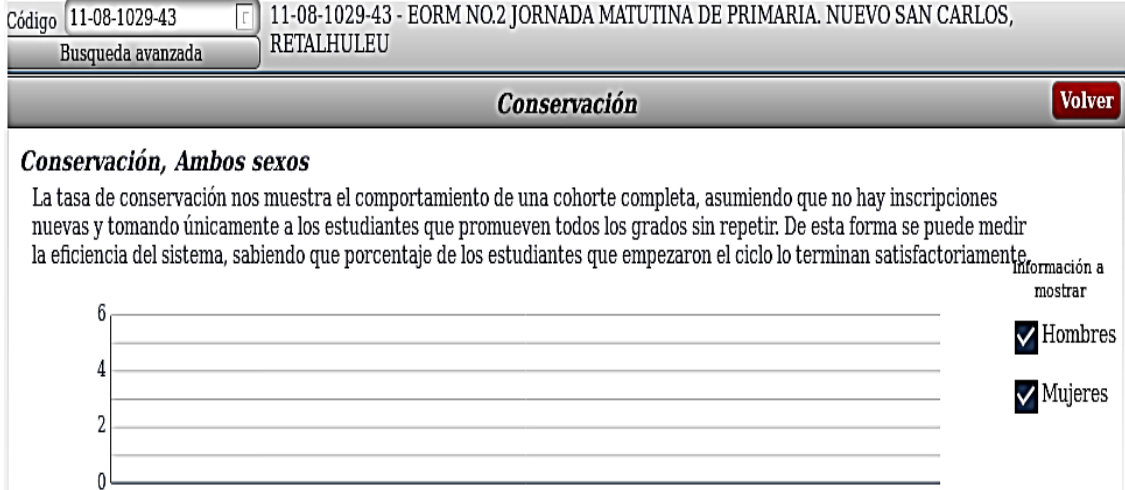 Código 11-08-1029-43 11-08-1029-43 - EORM NO.2 JORNADA MATUTINA DE PRIMARIA. NUEVO SAN CARLOS,
Busqueda avanzada RETALHULEU
Conservación Volver
Conservación, Ambos sexos
La tasa de conservación nos muestra el comportamiento de una cohorte completa, asumiendo que no hay inscripciones
nuevas y tomando únicamente a los estudiantes que promueven todos los grados sin repetir. De esta forma se puede medir
la eficiencia del sistema, sabiendo que porcentaje de los estudiantes que empezaron el ciclo lo terminan satisfactoriamente.
Información a
mostrar
6
Hombres
4
Mujeres
2
0